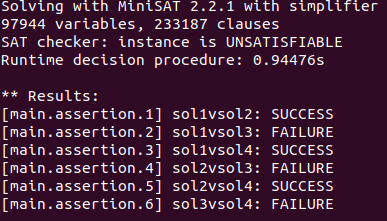 Solving with MiniSAT 2.2.1 with simplifier
97944 variables, 233187 clauses
SAT checker: instance is UNSATISFIABLE
Runtime decision procedure: 0.94476s
** Results:
[main.assertion.1] sol1vsol2: SUCCESS
[main.assertion.2] sol1vsol3: FAILURE
[main.assertion.3] sol1vsol4: SUCCESS
[main.assertion.4] sol2vsol3: FAILURE
[main.assertion.5] sol2vsol4: SUCCESS
[main.assertion.6] sol3vsol4: FAILURE